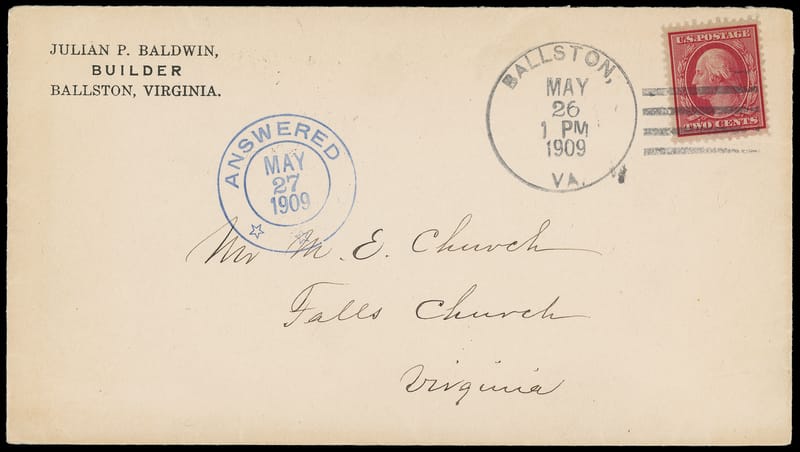 JULIAN P. BALDWIN,
BUILDER
BALLSTON, VIRGINIA.
BALLSTON,
MAY
26
1 PM
1909
VA.
U.S. POSTAGE
TWO CENTS
ANSWERED
MAY
27
1909
Mr M. E. Church
Falls Church
Virginia